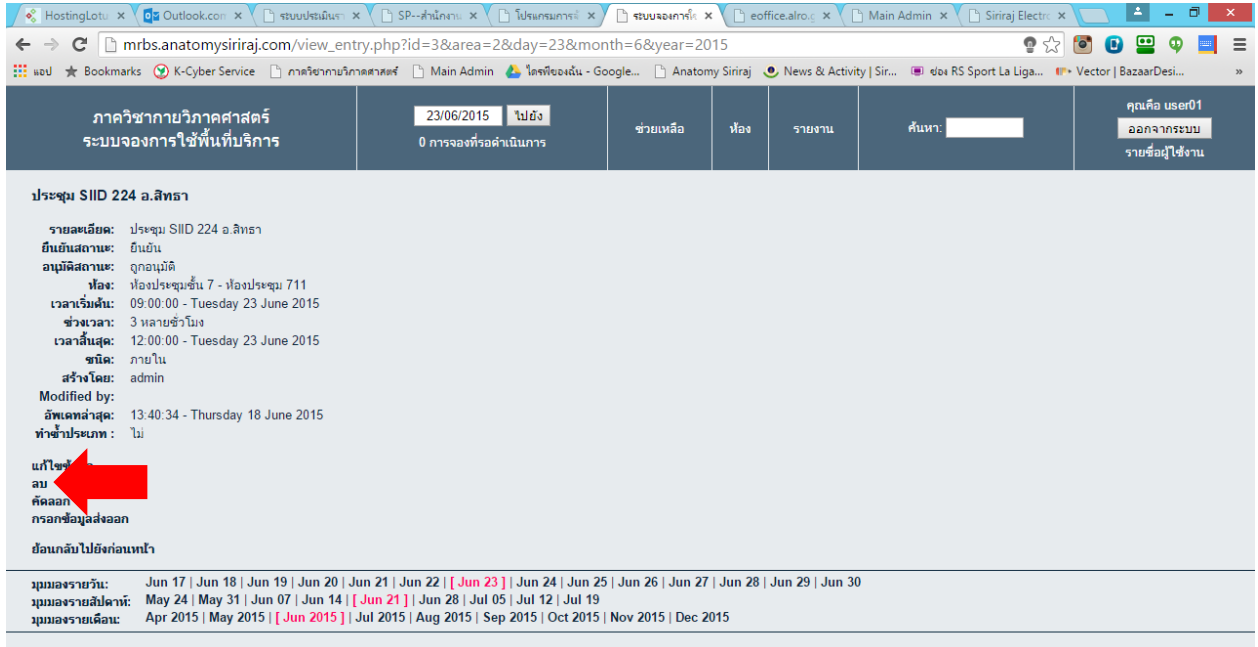 HostingLotu
Outlook.com
ระบบประเมินรา
SP--สำนักงาน
โปรแกรมการล
ระบบจองการใช
eoffice.alro.g
Main Admin
Siriraj Electro
mrbs.anatomysiriraj.com/view_entry.php?id=3&area=2&day=23&month=6&year=2015
แอป
Bookmarks
K-Cyber Service
ภาควิชากายวิภาคศาสตร์
Main Admin
ไดรฟ์ของฉัน - Google...
Anatomy Siriraj
News & Activity | Sir...
ช่อง RS Sport La Liga...
Vector | BazaarDesi...
»
ภาควิชากายวิภาคศาสตร์
ระบบจองการใช้พื้นที่บริการ
23/06/2015 ไปยัง
0 การจองที่รอดำเนินการ
ช่วยเหลือ
ห้อง
รายงาน
ค้นหา:
คุณคือ user01
ออกจากระบบ
รายชื่อผู้ใช้งาน
ประชุม SIID 224 อ.สิทธา
รายละเอียด: ประชุม SIID 224 อ.สิทธา
ยืนยันสถานะ: ยืนยัน
อนุมัติสถานะ: ถูกอนุมัติ
ห้อง: ห้องประชุมชั้น 7 - ห้องประชุม 711
เวลาเริ่มต้น: 09:00:00 - Tuesday 23 June 2015
ช่วงเวลา: 3 หลายชั่วโมง
เวลาสิ้นสุด: 12:00:00 - Tuesday 23 June 2015
ชนิด: ภายใน
สร้างโดย: admin
Modified by:
อัพเดทล่าสุด: 13:40:34 - Thursday 18 June 2015
ทำซ้ำประเภท : ไม่
ลบ
คัดลอก
กรอกข้อมูลส่งออก
ย้อนกลับไปยังก่อนหน้า
มุมมองรายวัน: Jun 17 | Jun 18 | Jun 19 | Jun 20 | Jun 21 | Jun 22 | [ Jun 23 ] | Jun 24 | Jun 25 | Jun 26 | Jun 27 | Jun 28 | Jun 29 | Jun 30
มุมมองรายสัปดาห์: May 24 | May 31 | Jun 07 | Jun 14 | [ Jun 21 ] | Jun 28 | Jul 05 | Jul 12 | Jul 19
มุมมองรายเดือน: Apr 2015 | May 2015 | [ Jun 2015 ] | Jul 2015 | Aug 2015 | Sep 2015 | Oct 2015 | Nov 2015 | Dec 2015